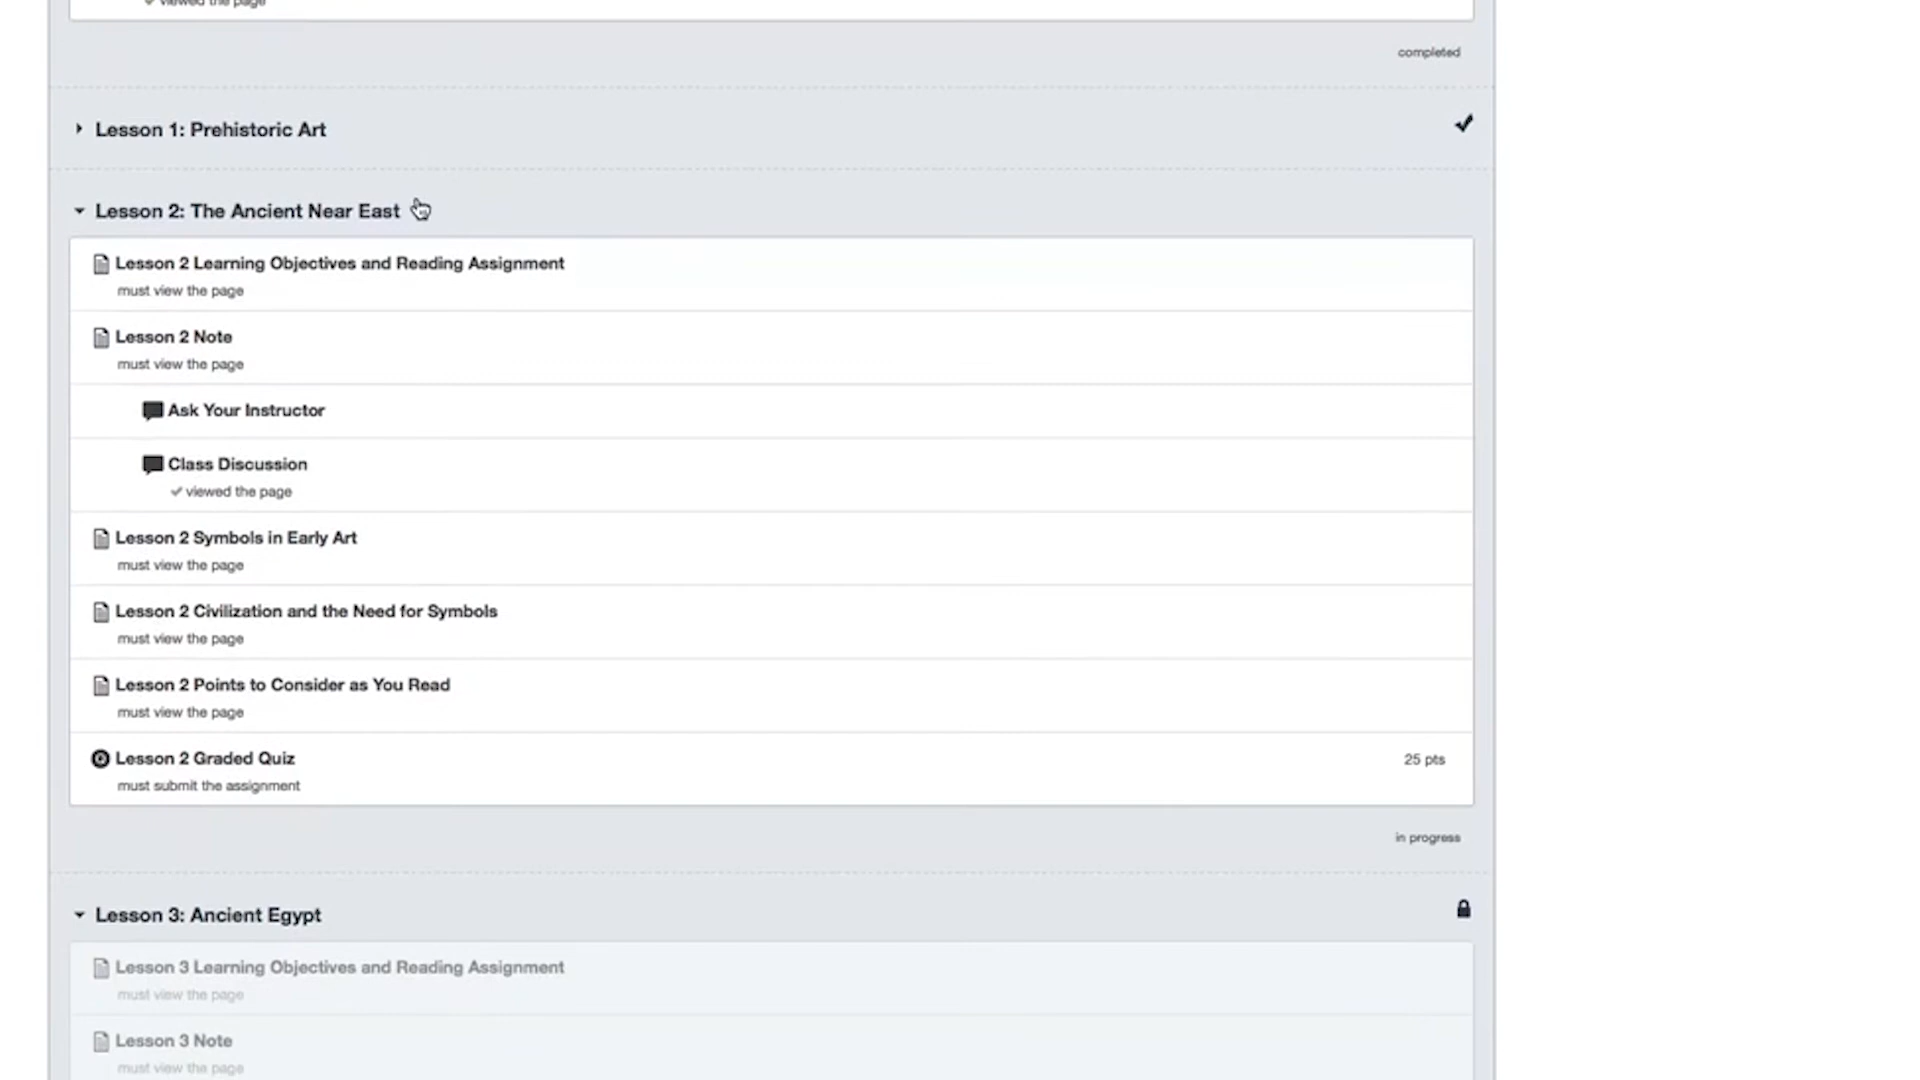 viewed the page
completed
Lesson 1: Prehistoric Art
Lesson 2: The Ancient Near East
Lesson 2 Learning Objectives and Reading Assignment
must view the page
Lesson 2 Note
must view the page
Ask Your Instructor
Class Discussion
viewed the page
Lesson 2 Symbols in Early Art
must view the page
Lesson 2 Civilization and the Need for Symbols
must view the page
Lesson 2 Points to Consider as You Read
must view the page
Lesson 2 Graded Quiz
25 pts
must submit the assignment
in progress
Lesson 3: Ancient Egypt
Lesson 3 Learning Objectives and Reading Assignment
must view the page
Lesson 3 Note
must view the page